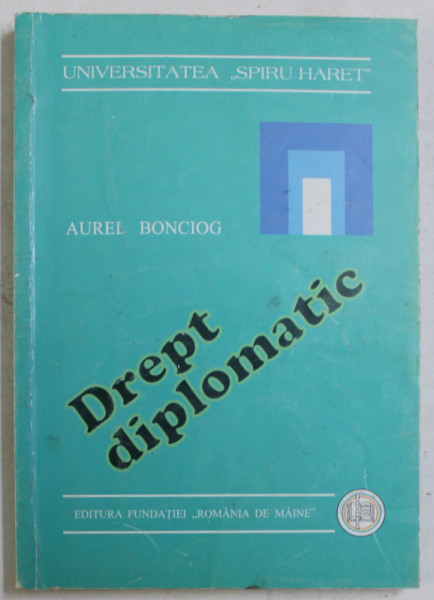 UNIVERSITATEA „SPIRU HARET”
AUREL BONCIOG
Drept
diplomatic
EDITURA FUNDAȚIEI „ROMÂNIA DE MÂINE”